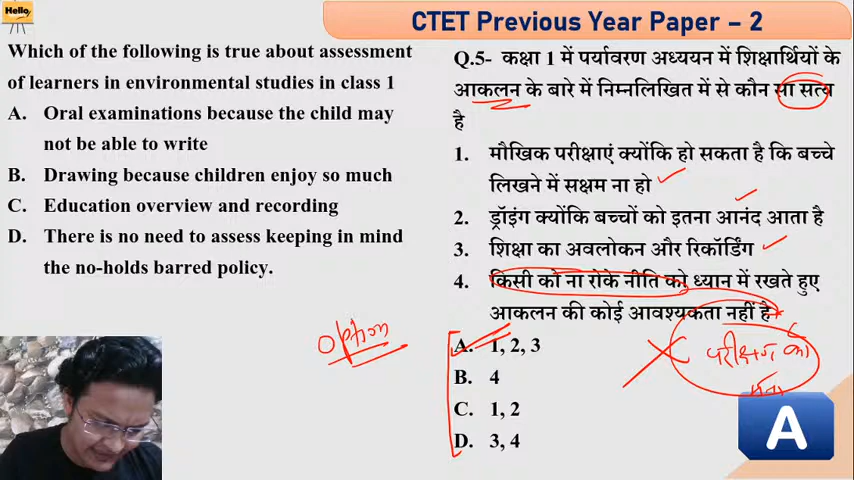 Hello
CTET Previous Year Paper – 2
Which of the following is true about assessment
of learners in environmental studies in class 1
A. Oral examinations because the child may
not be able to write
B. Drawing because children enjoy so much
C. Education overview and recording
D. There is no need to assess keeping in mind
the no-holds barred policy.
Q.5- कक्षा 1 में पर्यावरण अध्ययन में शिक्षार्थियों के
आकलन के बारे में निम्नलिखित में से कौन सा सत्य
है
1. मौखिक परीक्षाएं क्योंकि हो सकता है कि बच्चे
लिखने में सक्षम ना हो
2. ड्रॉइंग क्योंकि बच्चों को इतना आनंद आता है
3. शिक्षा का अवलोकन और रिकॉर्डिंग
4. किसी को ना रोके नीति को ध्यान में रखते हुए
आकलन की कोई आवश्यकता नहीं है
A. 1, 2, 3
B. 4
C. 1, 2
D. 3, 4
option
परीक्षण को
A